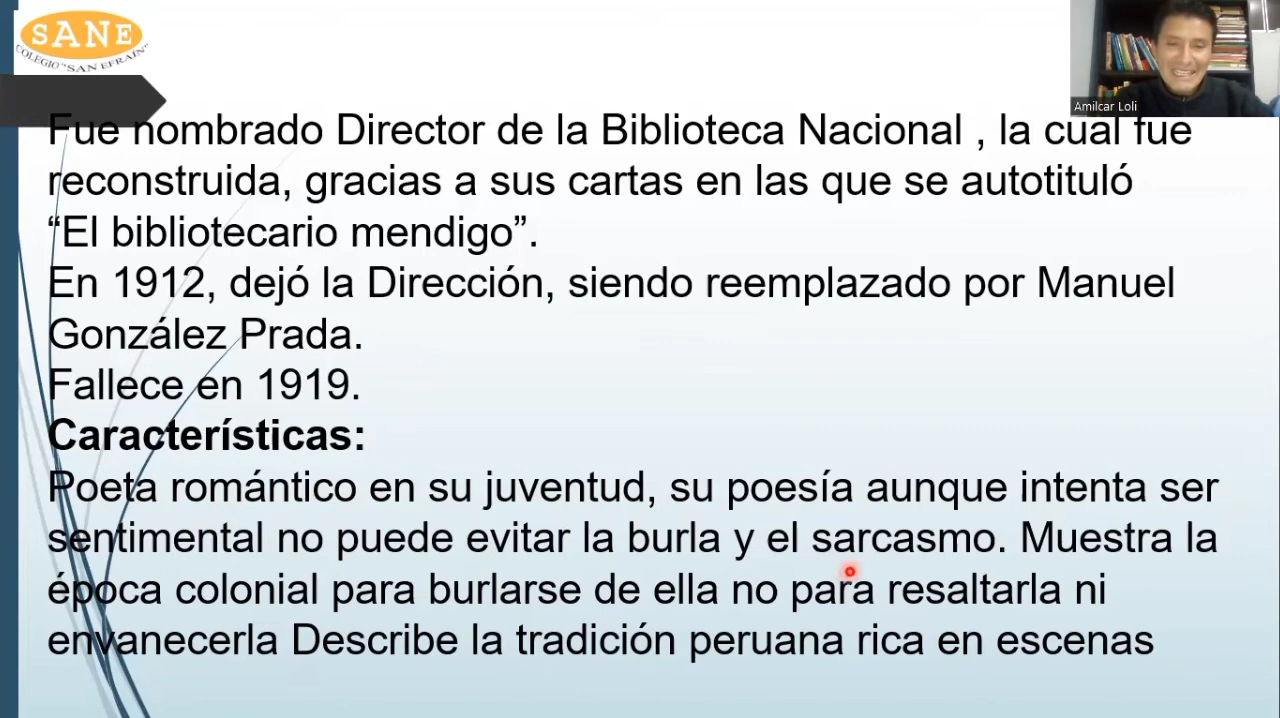 SANE
COLEGIO "SAN EFRAIN"
Amilcar Loli
Fue nombrado Director de la Biblioteca Nacional , la cual fue
reconstruida, gracias a sus cartas en las que se autotituló
“El bibliotecario mendigo”.
En 1912, dejó la Dirección, siendo reemplazado por Manuel
González Prada.
Fallece en 1919.
Características:
Poeta romántico en su juventud, su poesía aunque intenta ser
sentimental no puede evitar la burla y el sarcasmo. Muestra la
época colonial para burlarse de ella no para resaltarla ni
envanecerla Describe la tradición peruana rica en escenas